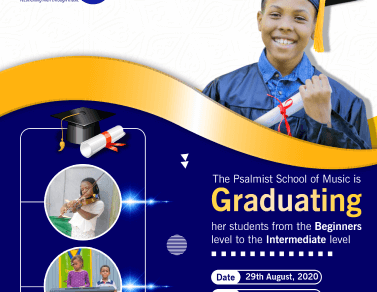 The Psalmist School of Music is
Graduating
her students from the Beginners
level to the Intermediate level
Date 29th August, 2020